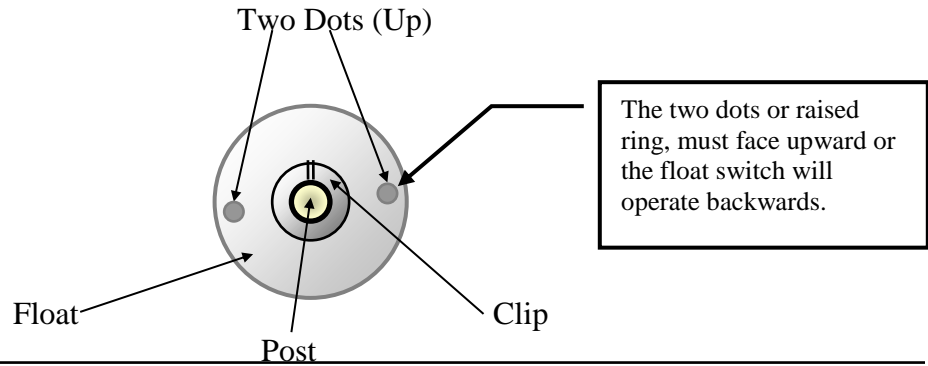 Two Dots (Up)
The two dots or raised
ring, must face upward or
the float switch will
operate backwards.
Float
Clip
Post